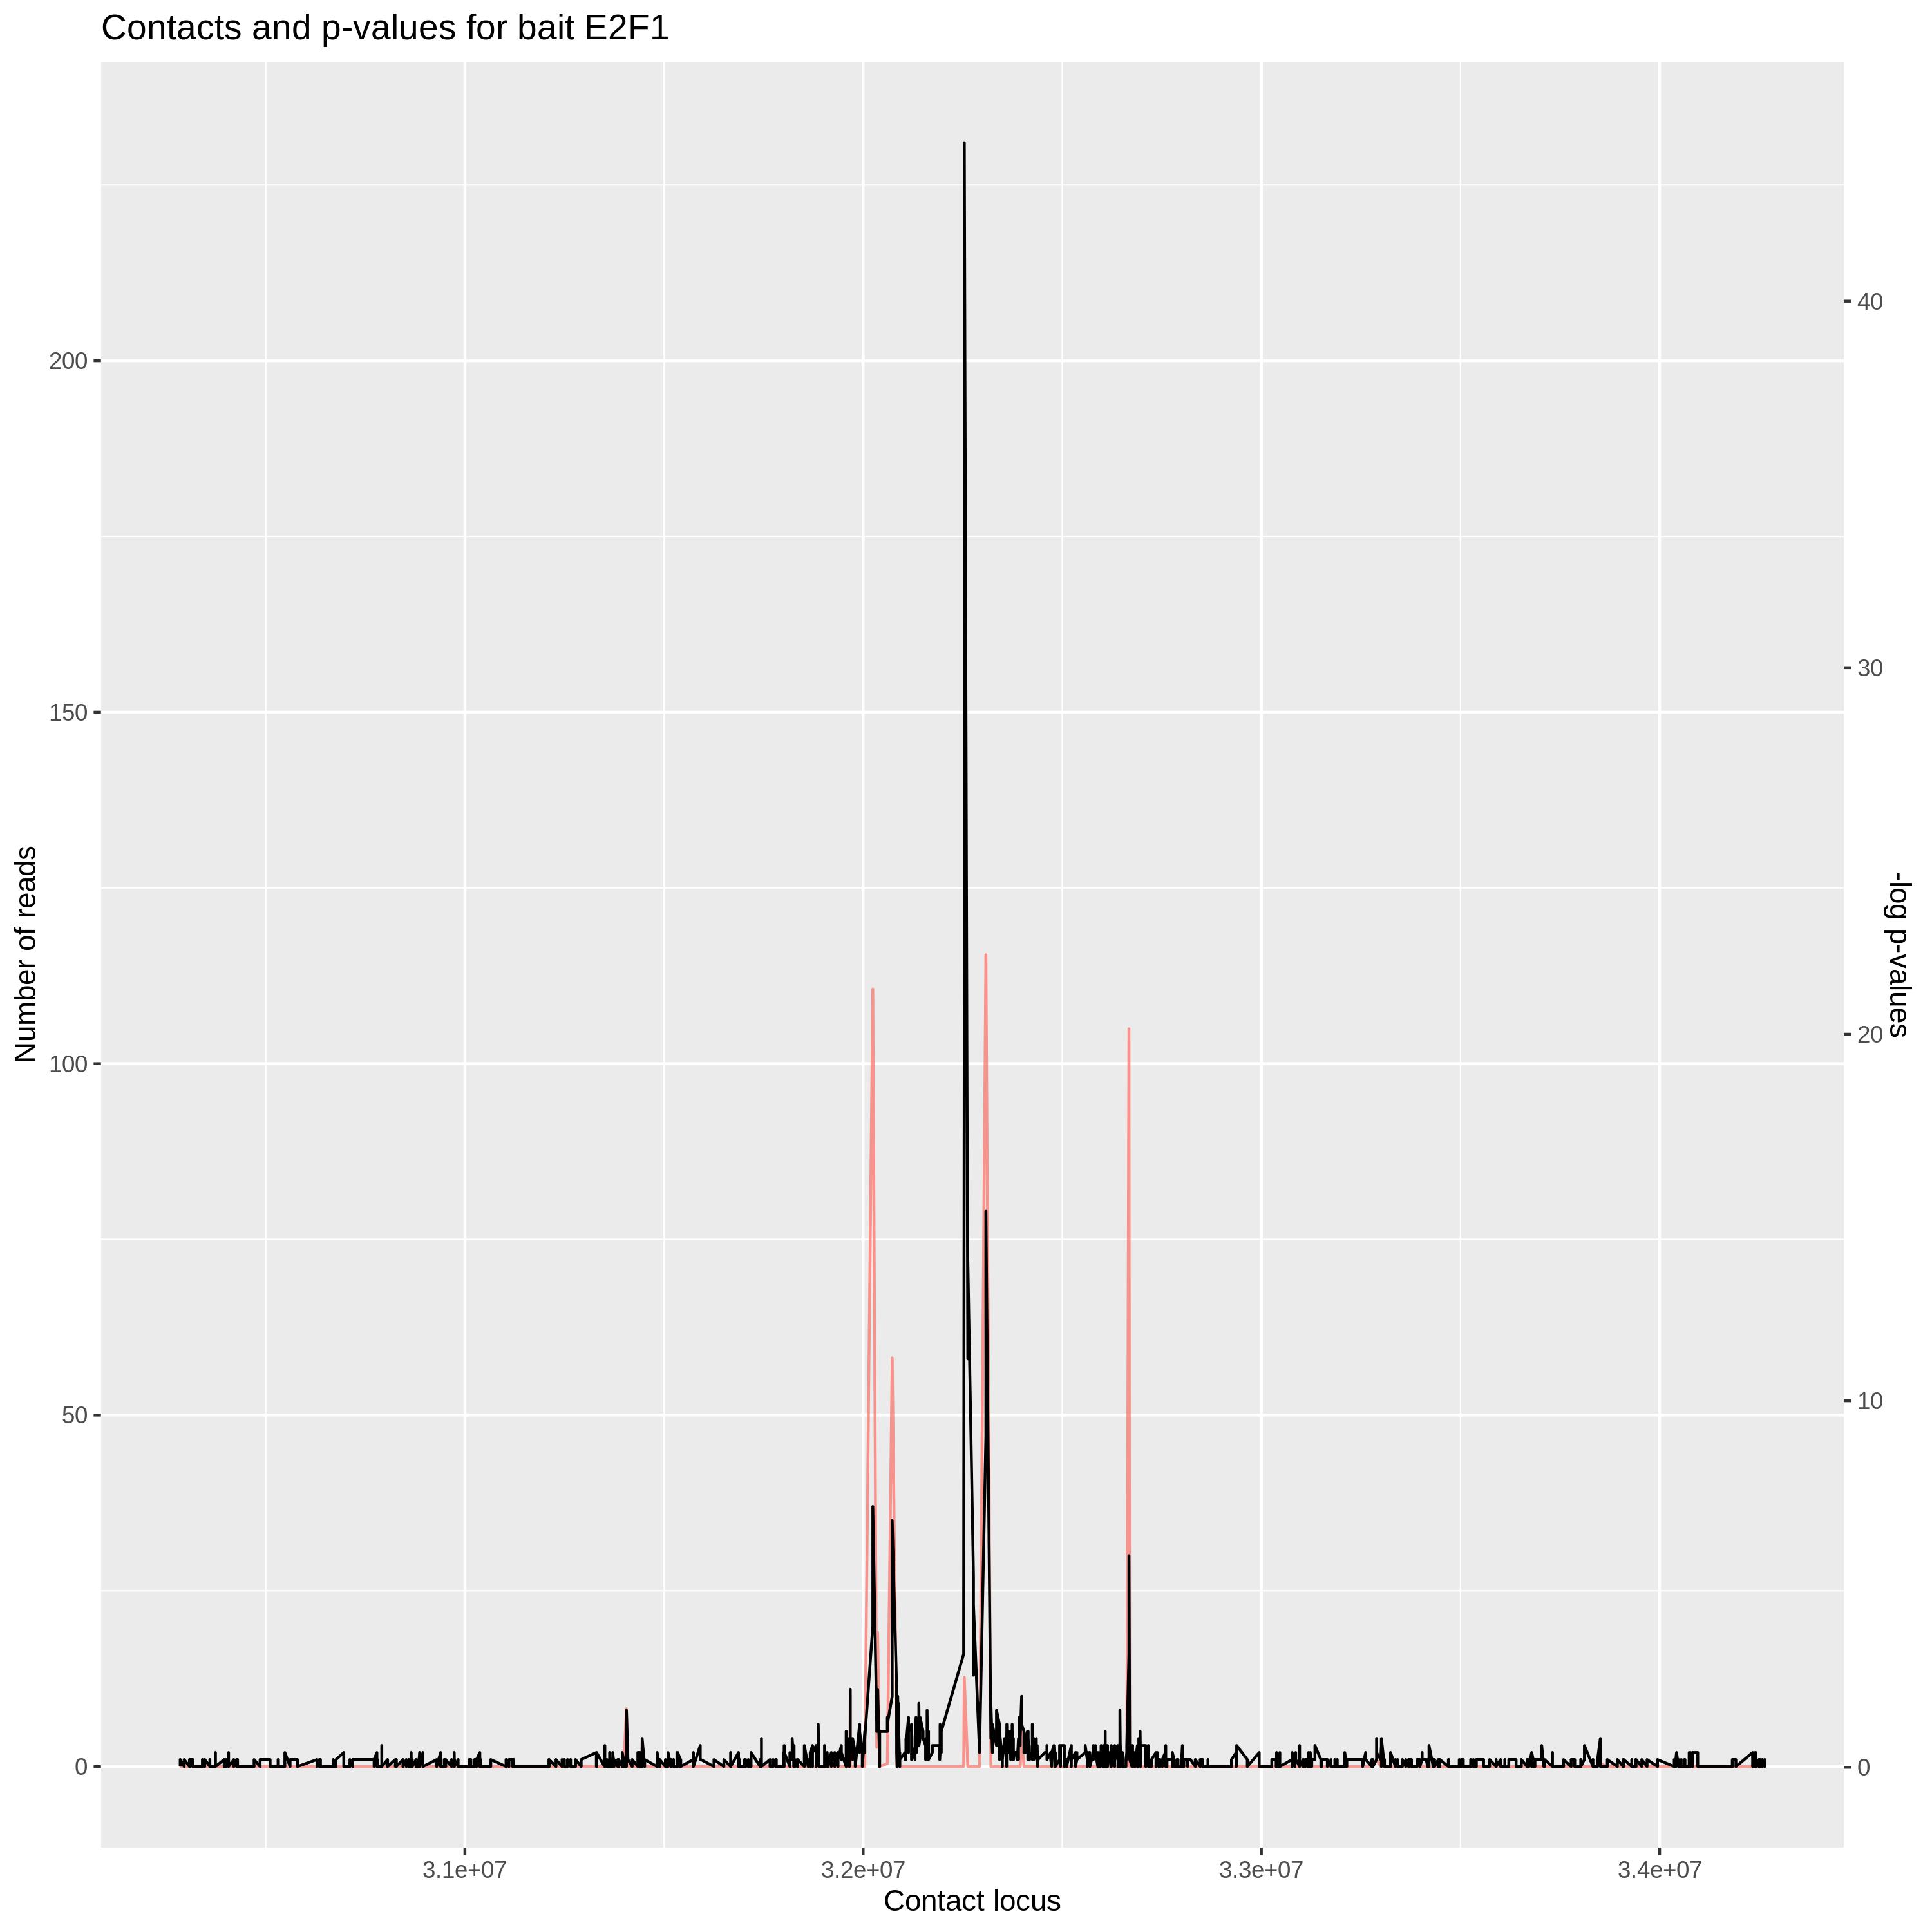 Contacts and p-values for bait E2F1
Number of reads
200
150
100
50
0
40
30
20
10
0
-log p-values
3.1e+07
3.2e+07
3.3e+07
3.4e+07
Contact locus